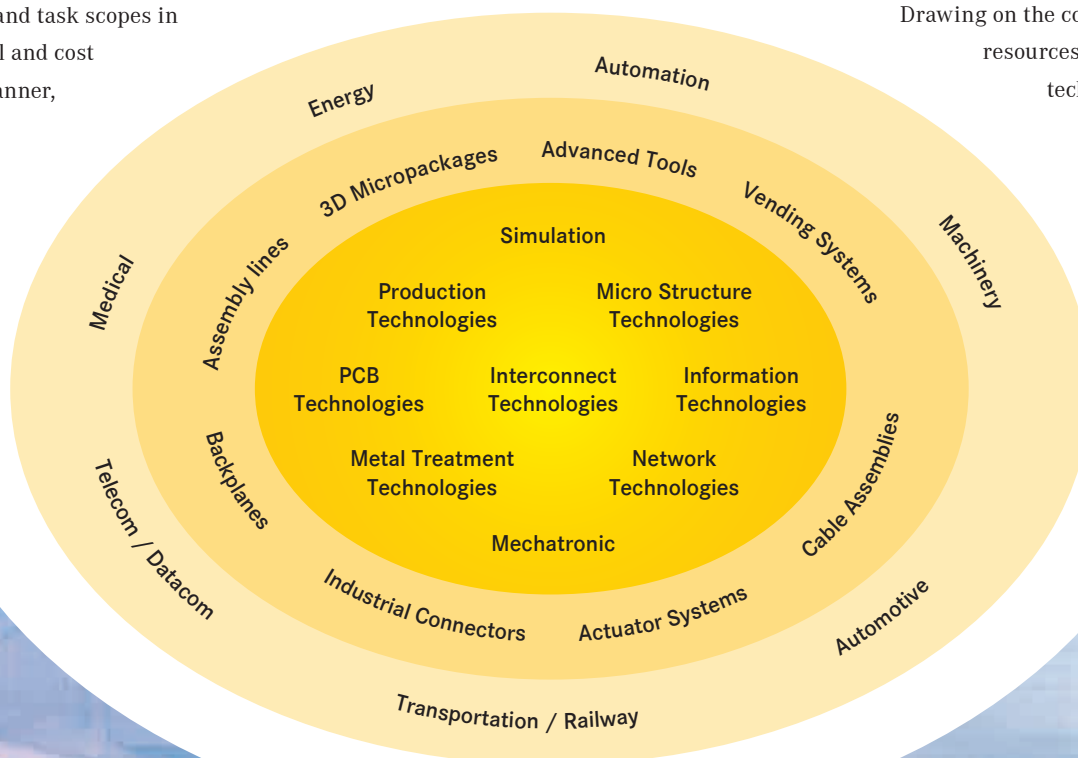 and task scopes in
l and cost
anner,
Drawing on the co
resources
tech
Energy
Automation
Medical
Machinery
Telecom / Datacom
Automotive
Transportation / Railway
3D Micropackages
Advanced Tools
Vending Systems
Assembly lines
Backplanes
Cable Assemblies
Industrial Connectors
Actuator Systems
Simulation
Production
Technologies
Micro Structure
Technologies
PCB
Technologies
Interconnect
Technologies
Information
Technologies
Metal Treatment
Technologies
Network
Technologies
Mechatronic